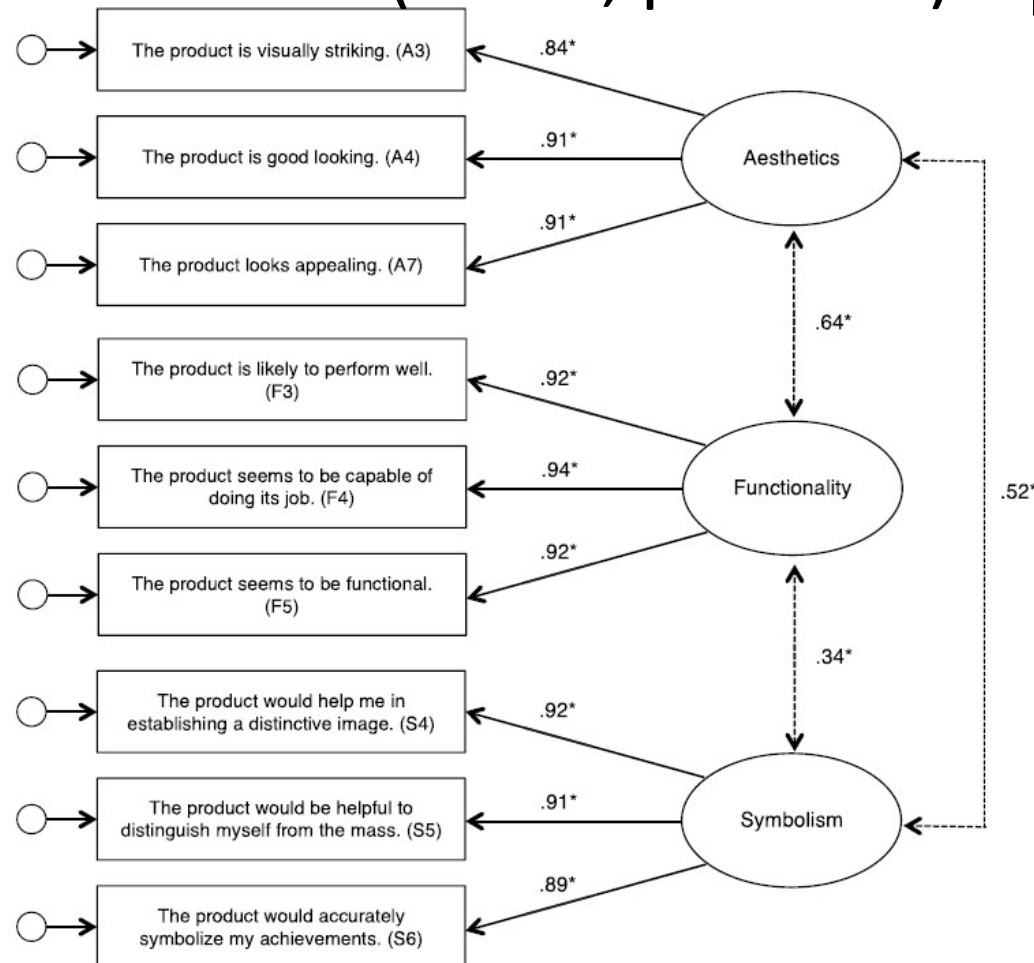 The product is visually striking. (A3)
.84*
The product is good looking. (A4)
.91*
Aesthetics
The product looks appealing. (A7)
.91*
.64*
The product is likely to perform well.
(F3)
.92*
The product seems to be capable of
doing its job. (F4)
.94*
Functionality
.52*
The product seems to be functional.
(F5)
.92*
.34*
The product would help me in
establishing a distinctive image. (S4)
.92*
The product would be helpful to
distinguish myself from the mass. (S5)
.91*
Symbolism
The product would accurately
symbolize my achievements. (S6)
.89*